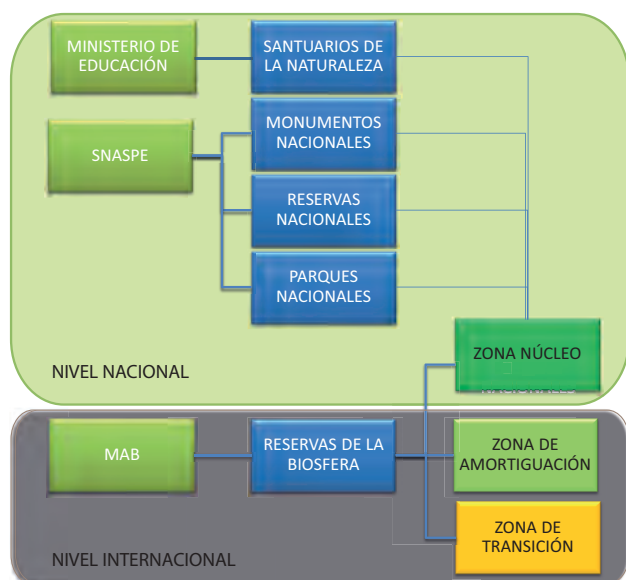 MINISTERIO DE
EDUCACIÓN
SANTUARIOS DE
LA NATURALEZA
MONUMENTOS
NACIONALES
SNASPE
RESERVAS
NACIONALES
PARQUES
NACIONALES
ZONA NÚCLEO
NIVEL NACIONAL
NACIONALES
MAB
RESERVAS DE LA
BIOSFERA
ZONA DE
AMORTIGUACIÓN
ZONA DE
TRANSICIÓN
NIVEL INTERNACIONAL